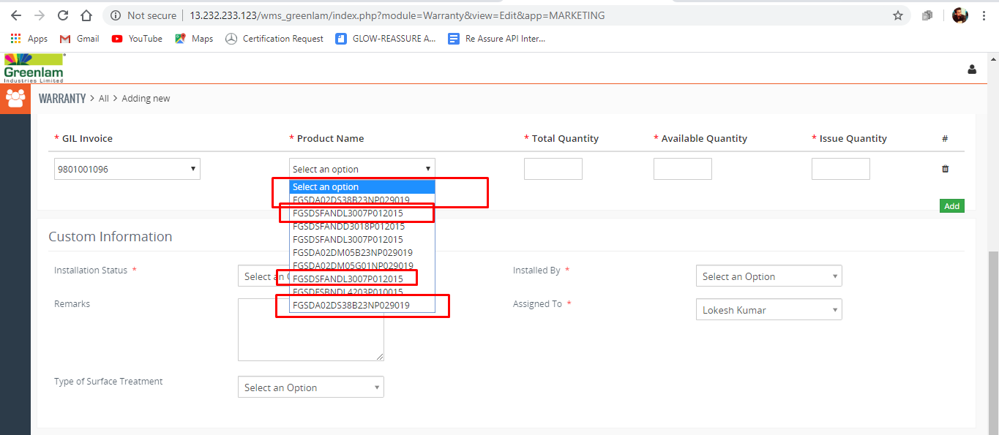 Not secure 13.232.233.123/wms_greenlam/index.php?module=Warranty&view=Edit&app=MARKETING
Apps Gmail YouTube Maps Certification Request GLOW-REASSURE A... Re Assure API Inter...
Greenlam
Industries Limited
WARRANTY > All > Adding new
* GIL Invoice * Product Name * Total Quantity * Available Quantity * Issue Quantity #
9801001096 Select an option
Select an option
FGSDA02DS38B23NP029019
FGSDSFANDL3007P012015
Add
FGSDSFANDD3018P012015
FGSDSFANDL3007P012015
FGSDA02DM05B23NP029019
FGSDA02DM05G01NP029019
FGSDSFANDL3007P012015
FGSDFSBNDL4203P010015
FGSDA02DS38B23NP029019
Custom Information
Installation Status * Select an Installed By * Select an Option
Remarks Assigned To * Lokesh Kumar
Type of Surface Treatment Select an Option